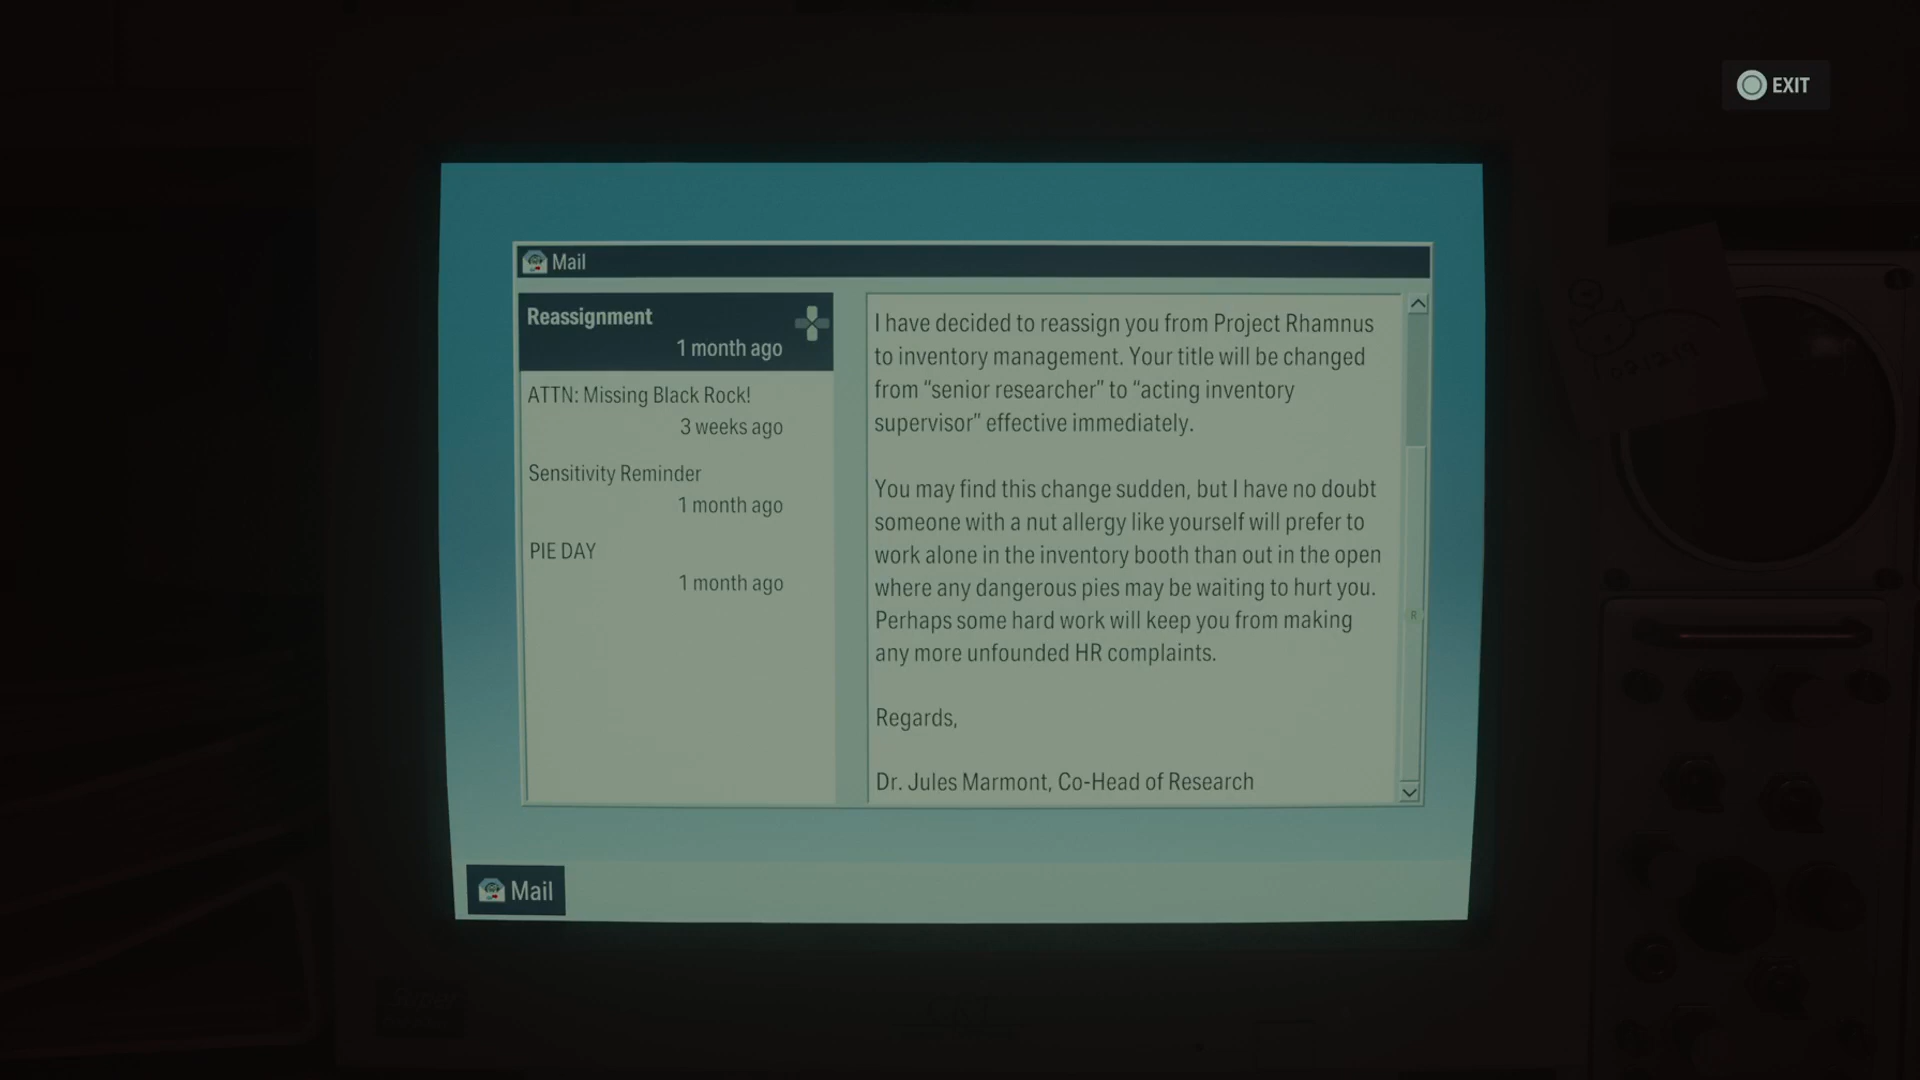 EXIT
Mail
Reassignment
1 month ago
ATTN: Missing Black Rock!
3 weeks ago
Sensitivity Reminder
1 month ago
PIE DAY
1 month ago
I have decided to reassign you from Project Rhamnus
to inventory management. Your title will be changed
from “senior researcher” to “acting inventory
supervisor” effective immediately.
You may find this change sudden, but I have no doubt
someone with a nut allergy like yourself will prefer to
work alone in the inventory booth than out in the open
where any dangerous pies may be waiting to hurt you.
Perhaps some hard work will keep you from making
any more unfounded HR complaints.
Regards,
Dr. Jules Marmont, Co-Head of Research
R
Mail